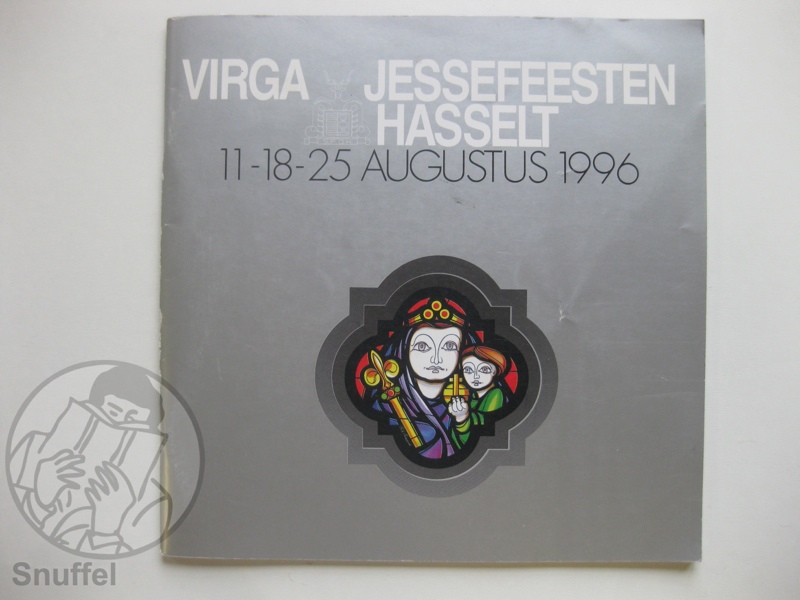 VIRGA JESSEFEESTEN
HASSELT
11-18-25 AUGUSTUS 1996
Snuffel